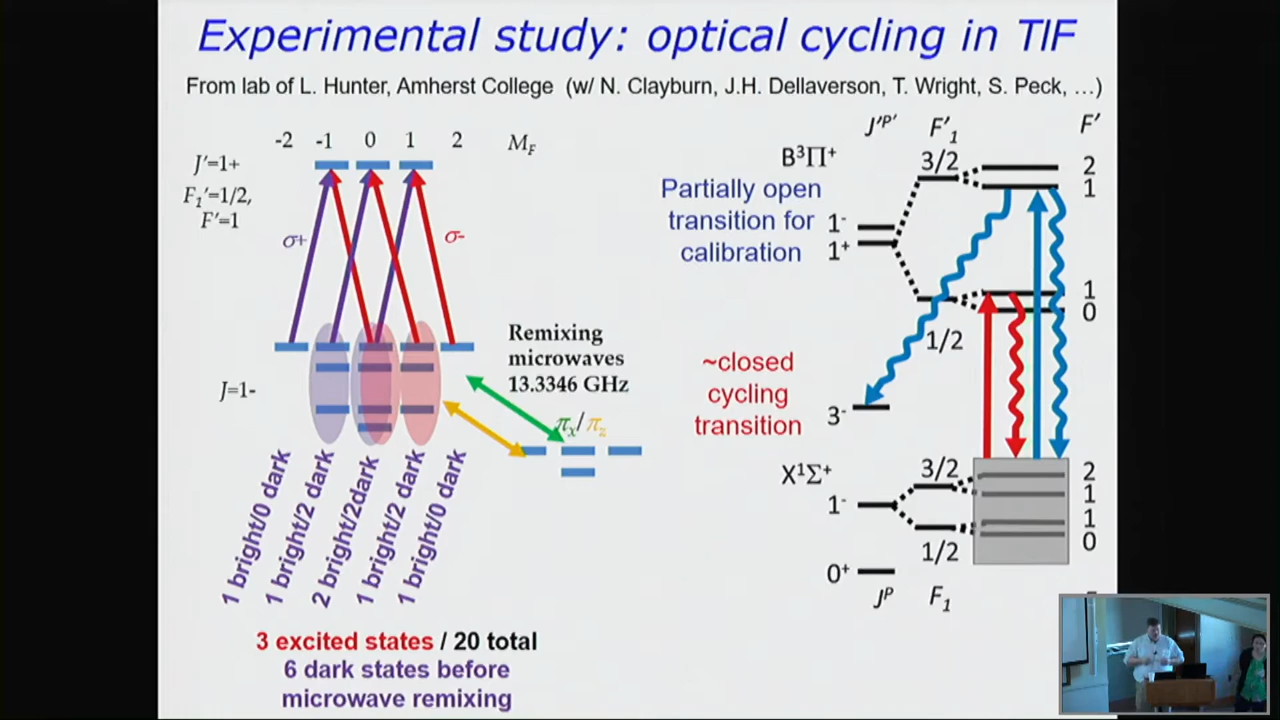 Experimental study: optical cycling in TlF
From lab of L. Hunter, Amherst College (w/ N. Clayburn, J.H. Dellaverson, T. Wright, S. Peck, …)
-2 -1 0 1 2 M_F
J'=1+
F₁'=1/2,
F'=1
σ+
σ-
J=1-
Remixing
microwaves
13.3346 GHz
πₓ/π_z
1 bright/0 dark
1 bright/2 dark
2 bright/2dark
1 bright/2 dark
1 bright/0 dark
3 excited states / 20 total
6 dark states before
microwave remixing
J'^P' F'₁ F'
B³Π⁺
3/2
2
1
Partially open
transition for
calibration
1⁻
1⁺
1
0
1/2
~closed
cycling
transition
3⁻
X¹Σ⁺
3/2
2
1
1⁻
1
0
1/2
0⁺
J^P F₁